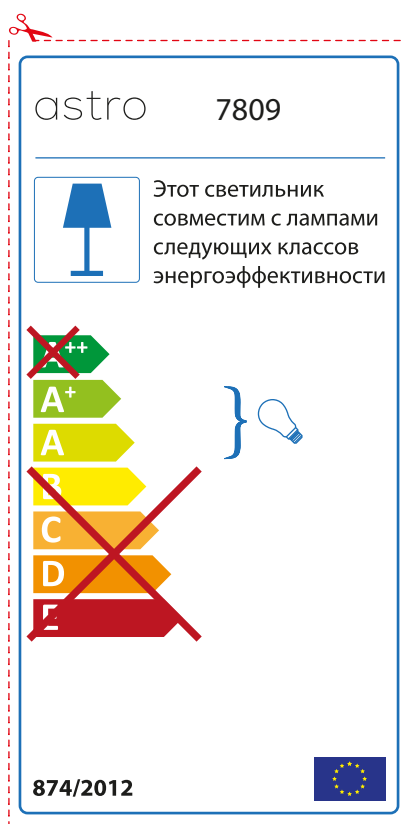 astro 7809
Этот светильник
совместим с лампами
следующих классов
энергоэффективности
A++
A+
A
B
C
D
E
874/2012